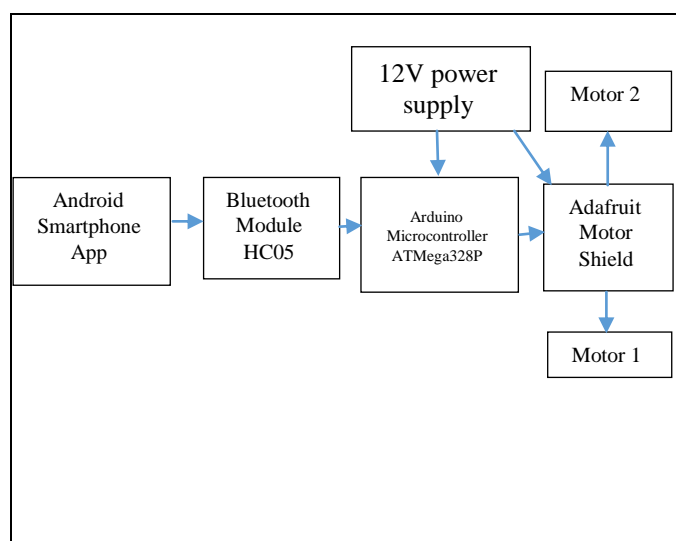 12V power
supply
Motor 2
Android
Smartphone
App
Bluetooth
Module
HC05
Arduino
Microcontroller
ATMega328P
Adafruit
Motor
Shield
Motor 1